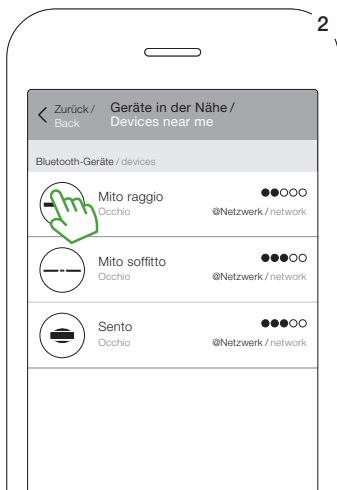 2
Zurück / Back
Geräte in der Nähe /
Devices near me
Bluetooth-Geräte / devices
Mito raggio
Occhio
@Netzwerk / network
Mito soffitto
Occhio
@Netzwerk / network
Sento
Occhio
@Netzwerk / network